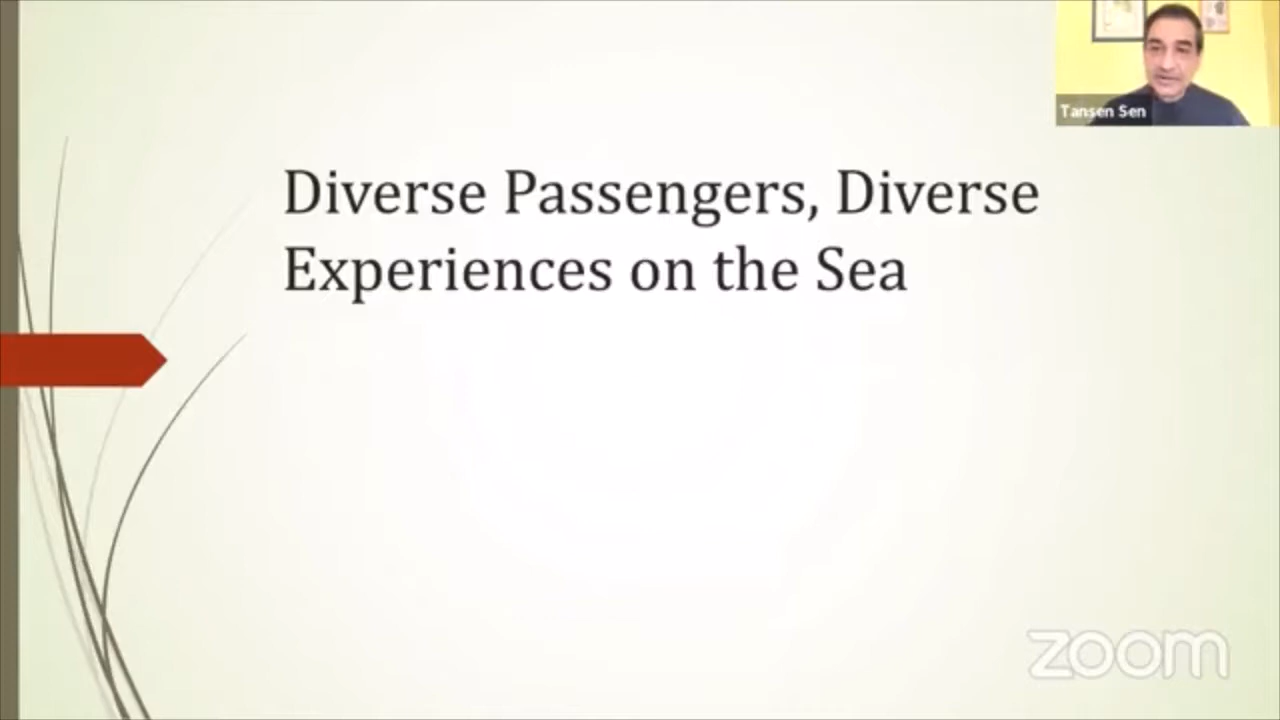 Tansen Sen
Diverse Passengers, Diverse
Experiences on the Sea
zoom